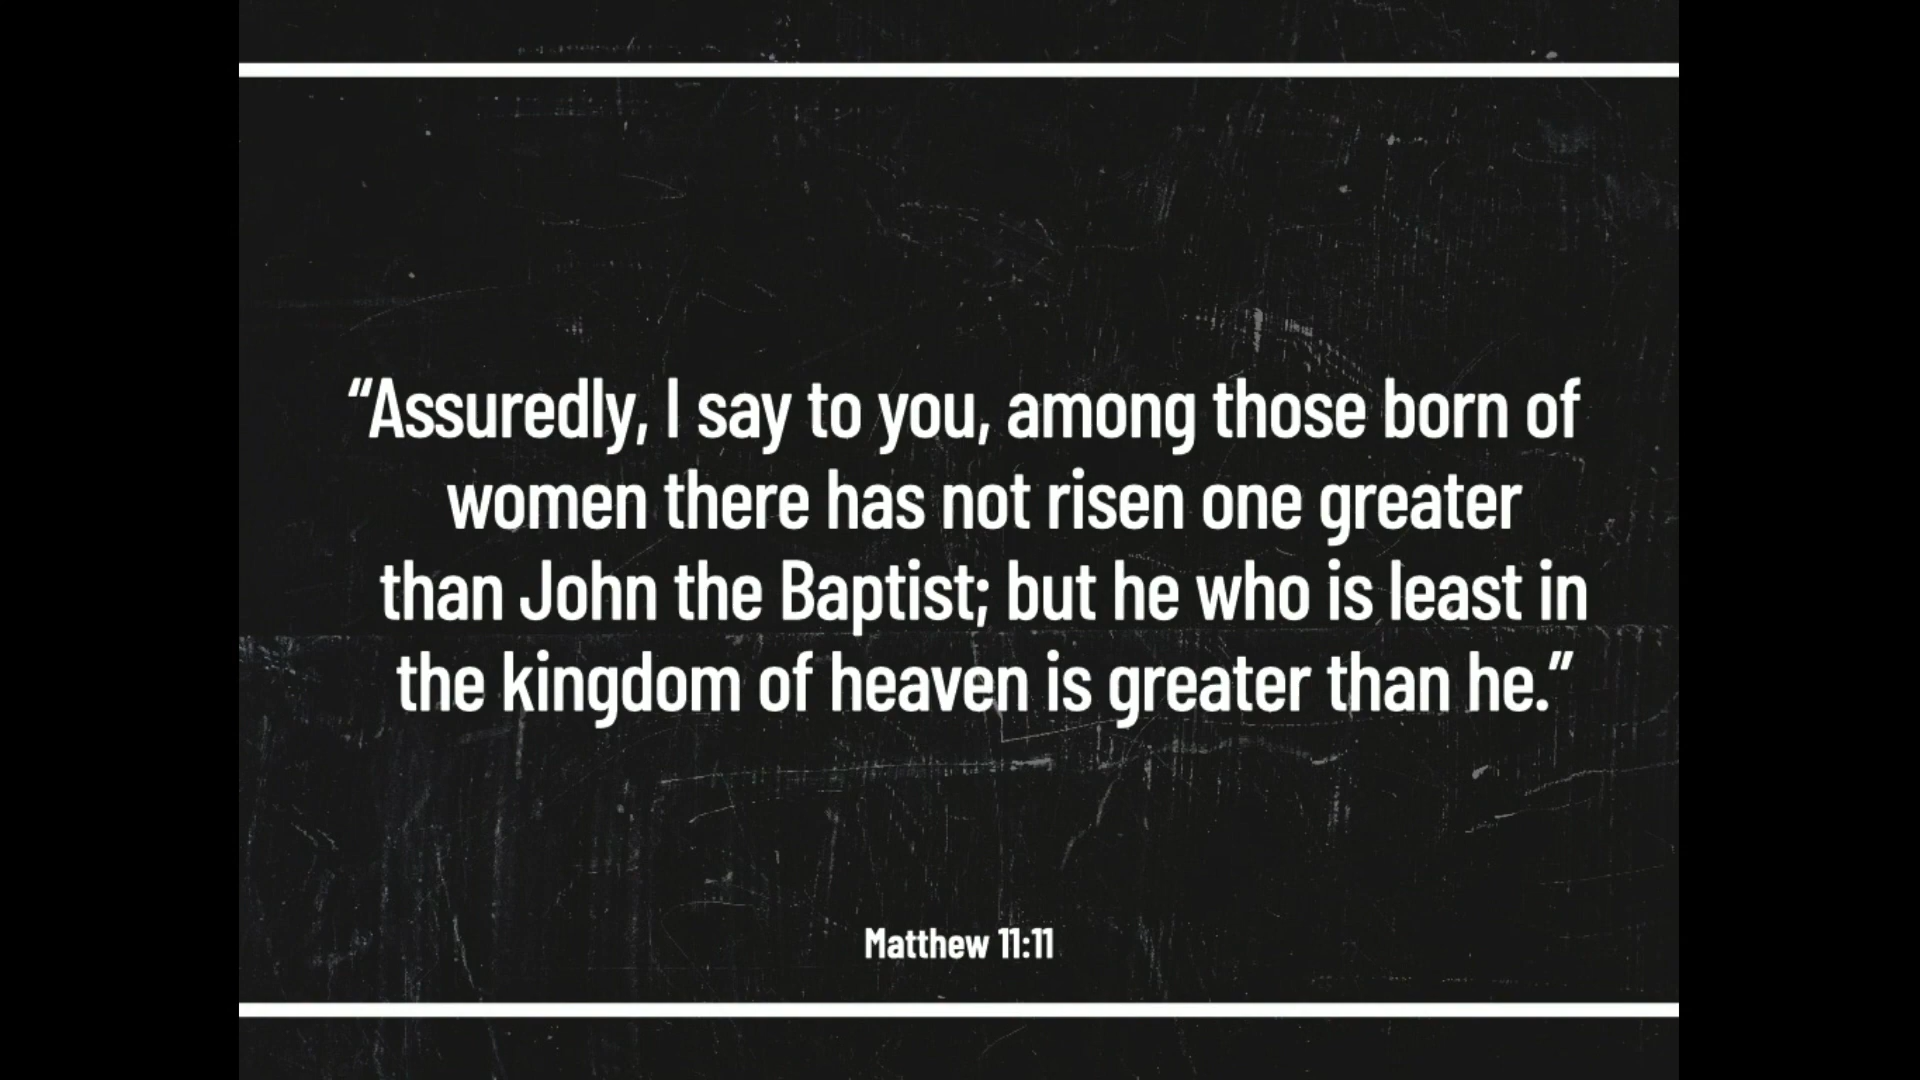 “Assuredly, I say to you, among those born of
women there has not risen one greater
than John the Baptist; but he who is least in
the kingdom of heaven is greater than he.”
Matthew 11:11